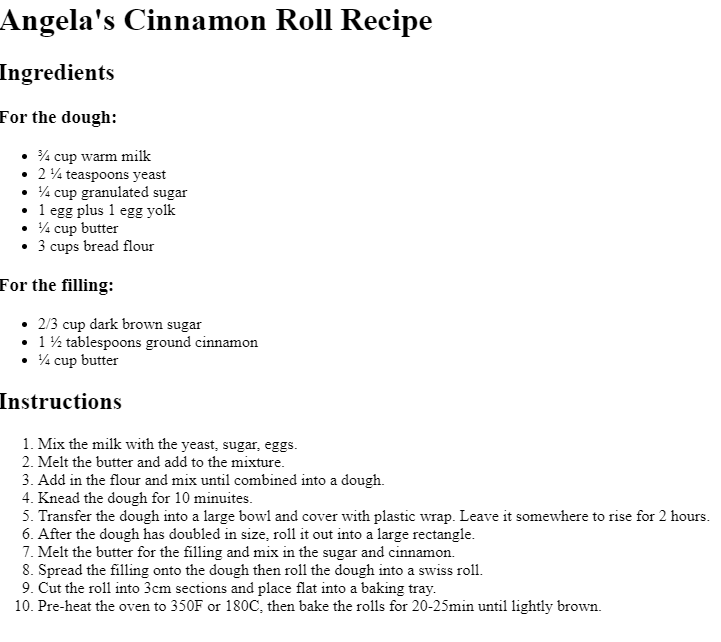 Angela's Cinnamon Roll Recipe
Ingredients
For the dough:
• ¾ cup warm milk
• 2 ¼ teaspoons yeast
• ¼ cup granulated sugar
• 1 egg plus 1 egg yolk
• ¼ cup butter
• 3 cups bread flour
For the filling:
• 2/3 cup dark brown sugar
• 1 ½ tablespoons ground cinnamon
• ¼ cup butter
Instructions
1. Mix the milk with the yeast, sugar, eggs.
2. Melt the butter and add to the mixture.
3. Add in the flour and mix until combined into a dough.
4. Knead the dough for 10 minuites.
5. Transfer the dough into a large bowl and cover with plastic wrap. Leave it somewhere to rise for 2 hours.
6. After the dough has doubled in size, roll it out into a large rectangle.
7. Melt the butter for the filling and mix in the sugar and cinnamon.
8. Spread the filling onto the dough then roll the dough into a swiss roll.
9. Cut the roll into 3cm sections and place flat into a baking tray.
10. Pre-heat the oven to 350F or 180C, then bake the rolls for 20-25min until lightly brown.